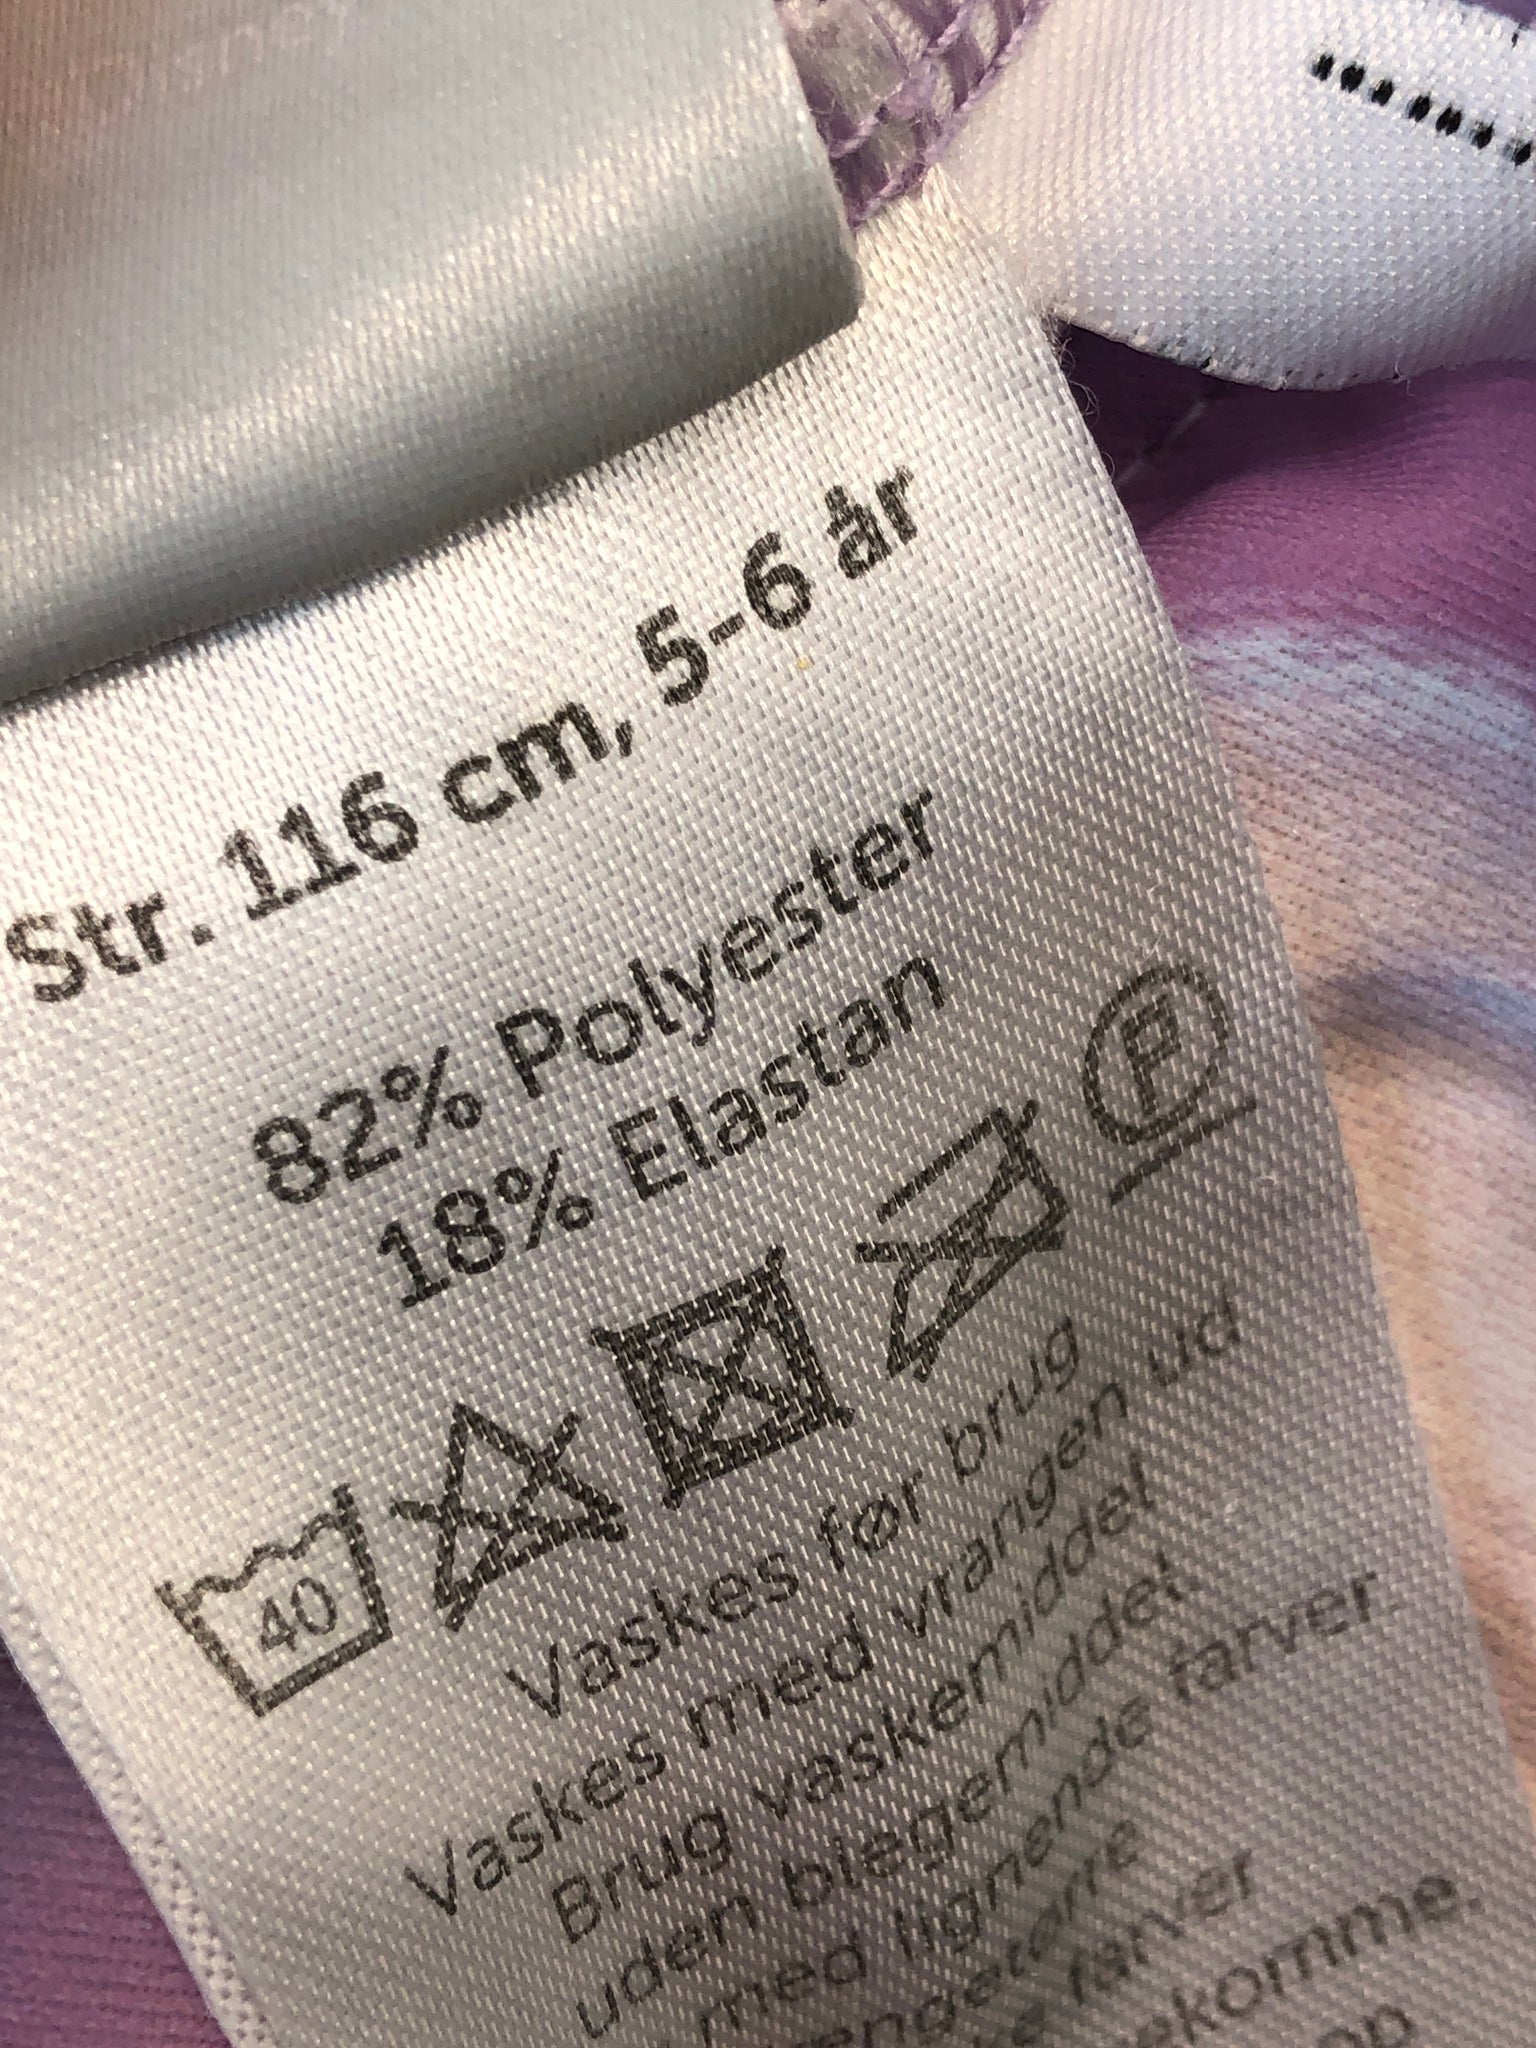 Str. 116 cm, 5-6 år
82% Polyester
18% Elastan
40
P
Vaskes før brug
Vaskes med vrangen ud
Brug vaskemiddel
uden blegemiddel.
med lignende farver.
farver